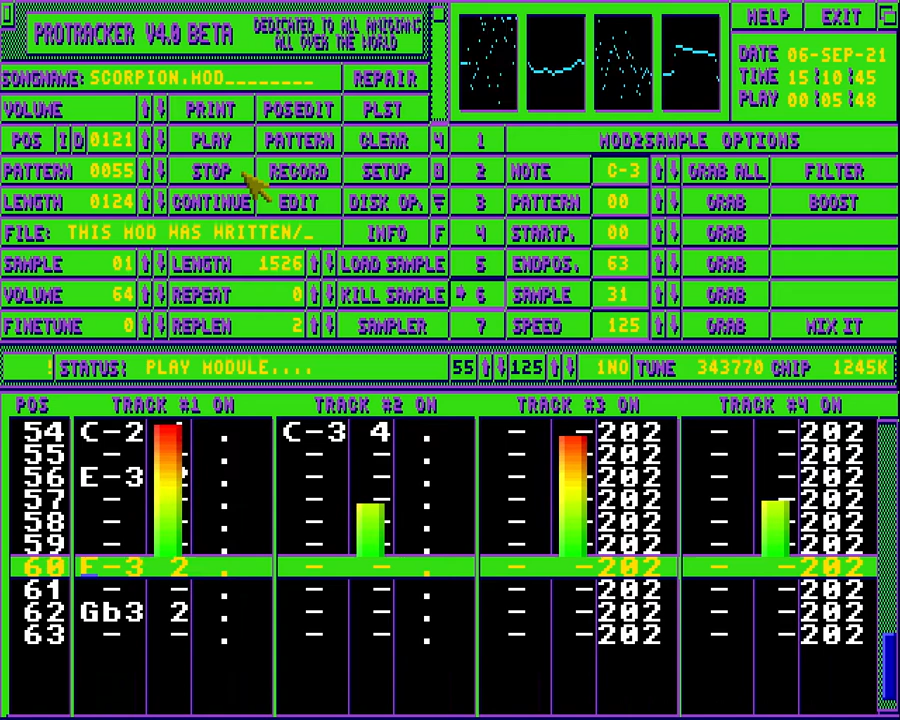 PROTRACKER V4.0 BETA DEDICATED TO ALL AMIGIANS HELP EXIT
ALL OVER THE WORLD
DATE 06-SEP-21
TIME 15:10:45
PLAY 00:05:48
SONGNAME: SCORPION.MOD________ REPAIR
VOLUME PRINT POSEDIT PLST
POS I D 0121 PLAY PATTERN CLEAR 1 MOD2SAMPLE OPTIONS
PATTERN 0055 STOP RECORD SETUP 2 NOTE C-3 GRAB ALL FILTER
LENGTH 0124 CONTINUE EDIT DISK OP. 3 PATTERN 00 GRAB BOOST
FILE: THIS MOD HAS WRITTEN/_ INFO F 4 STARTP. 00 GRAB
SAMPLE 01 LENGTH 1526 LOAD SAMPLE 5 ENDPOS. 63 GRAB
VOLUME 64 REPEAT 0 KILL SAMPLE 6 SAMPLE 31 GRAB
FINETUNE 0 REPLEN 2 SAMPLER 7 SPEED 125 GRAB MIX IT
! STATUS: PLAY MODULE.... 55 125 1NO TUNE 343770 CHIP 1245K
POS TRACK #1 ON TRACK #2 ON TRACK #3 ON TRACK #4 ON
54 C-2 . C-3 4 . - -202 - -202
55 - . - - . - -202 - -202
56 E-3 . - - . - -202 - -202
57 - . - . - -202 - -202
58 - . - . - -202 - -202
59 - . - . - -202 - -202
60 E-3 2 . - - . - -202 - -202
61 - - . - - . - -202 - -202
62 Gb3 2 . - - . - -202 - -202
63 - - . - - . - -202 - -202